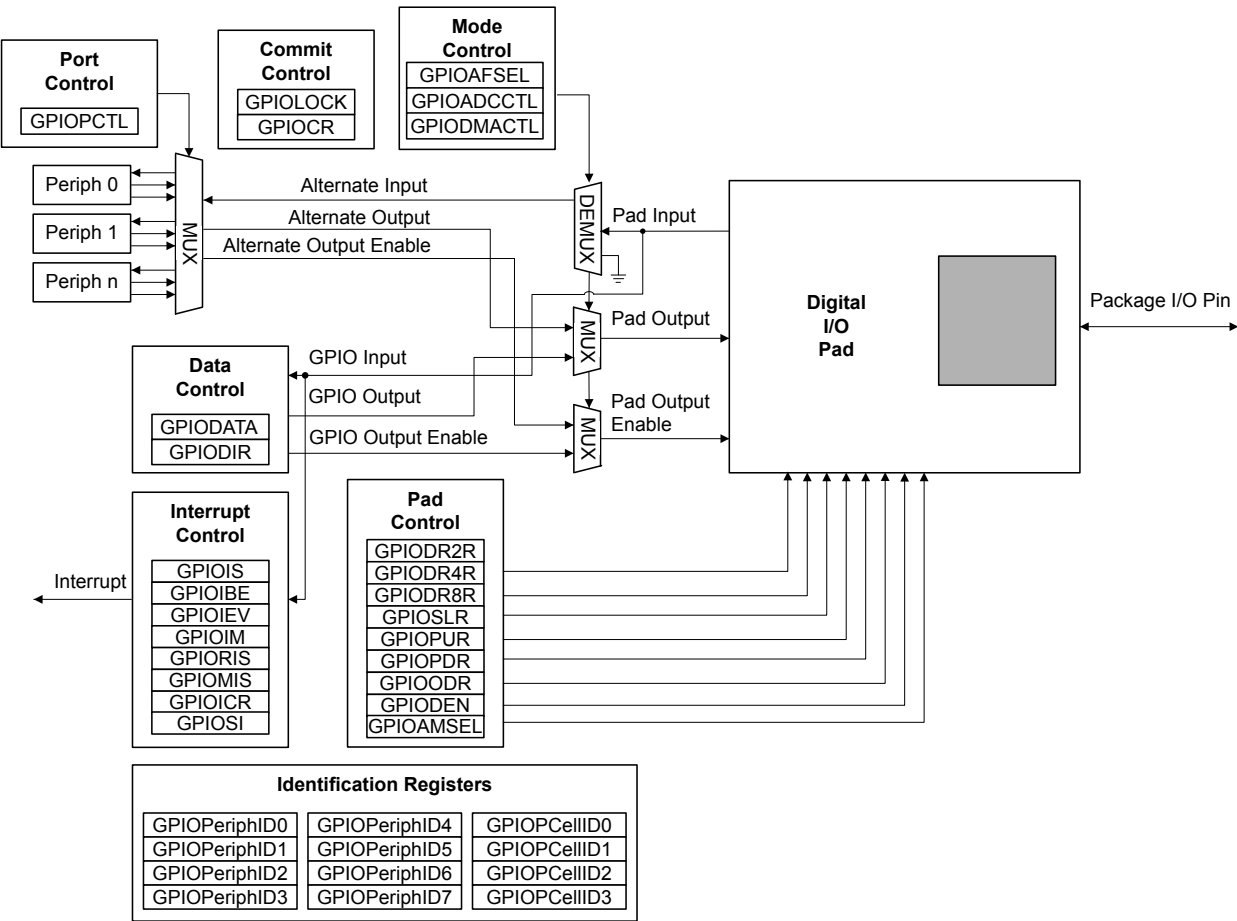 Port
Control
GPIOPCTL
Commit
Control
GPIOLOCK
GPIOCR
Mode
Control
GPIOAFSEL
GPIOADCCTL
GPIODMACTL
Periph 0
Periph 1
Periph n
MUX
Alternate Input
Alternate Output
Alternate Output Enable
DEMUX
Pad Input
MUX
Pad Output
MUX
Pad Output
Enable
Digital
I/O
Pad
Package I/O Pin
Data
Control
GPIODATA
GPIODIR
GPIO Input
GPIO Output
GPIO Output Enable
Interrupt
Control
GPIOIS
GPIOIBE
GPIOIEV
GPIOIM
GPIORIS
GPIOMIS
GPIOICR
GPIOSI
Interrupt
Pad
Control
GPIODR2R
GPIODR4R
GPIODR8R
GPIOSLR
GPIOPUR
GPIOPDR
GPIOODR
GPIODEN
GPIOAMSEL
Identification Registers
GPIOPeriphID0
GPIOPeriphID1
GPIOPeriphID2
GPIOPeriphID3
GPIOPeriphID4
GPIOPeriphID5
GPIOPeriphID6
GPIOPeriphID7
GPIOPCellID0
GPIOPCellID1
GPIOPCellID2
GPIOPCellID3